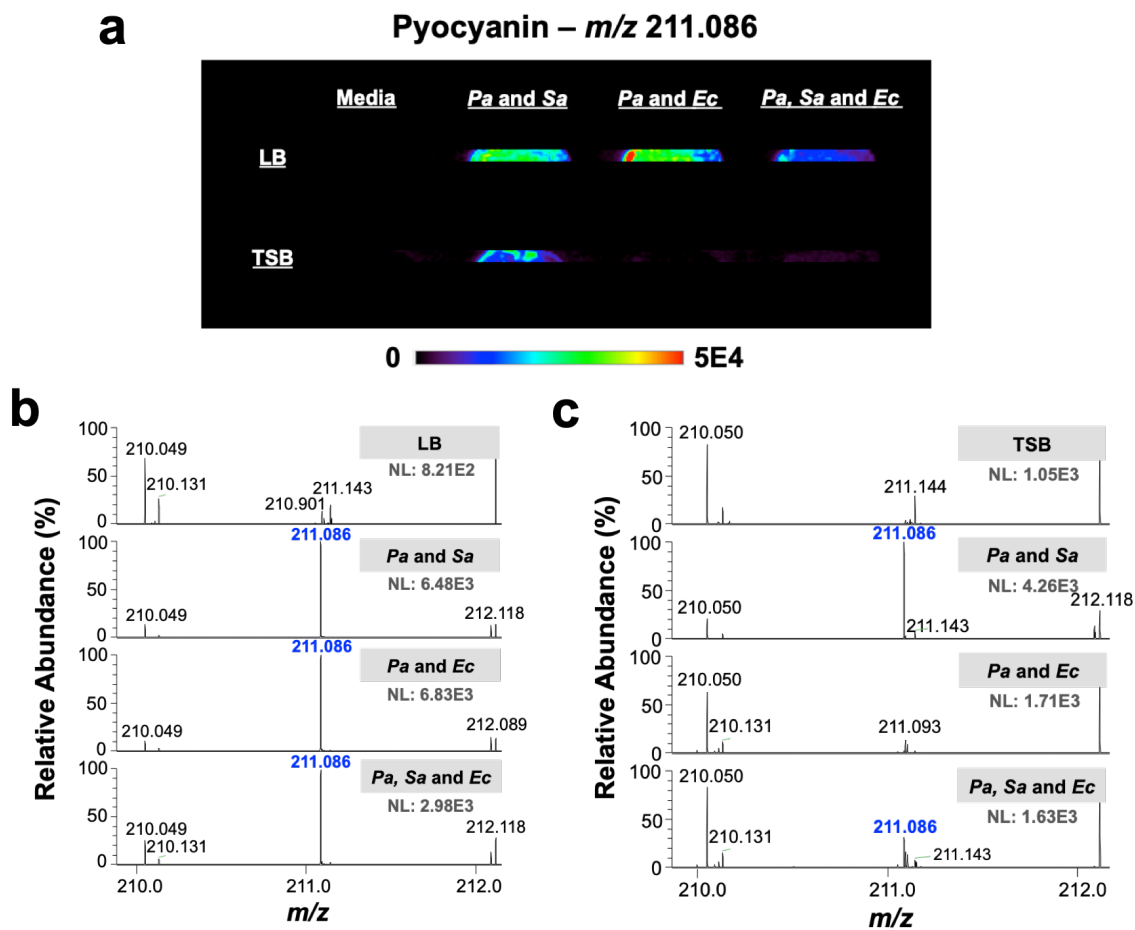 a
Pyocyanin – m/z 211.086
Media
Pa and Sa
Pa and Ec
Pa, Sa and Ec
LB
TSB
0
5E4
b
Relative Abundance (%)
100
50
0
210.049
210.131
210.901
211.143
LB
NL: 8.21E2
100
50
0
210.049
211.086
212.118
Pa and Sa
NL: 6.48E3
100
50
0
210.049
211.086
212.089
Pa and Ec
NL: 6.83E3
100
50
0
210.049
210.131
211.086
212.118
Pa, Sa and Ec
NL: 2.98E3
210.0
211.0
212.0
m/z
c
Relative Abundance (%)
100
50
0
210.050
211.144
TSB
NL: 1.05E3
100
50
0
210.050
211.086
211.143
212.118
Pa and Sa
NL: 4.26E3
100
50
0
210.050
210.131
211.093
Pa and Ec
NL: 1.71E3
100
50
0
210.050
210.131
211.086
211.143
Pa, Sa and Ec
NL: 1.63E3
210.0
211.0
212.0
m/z